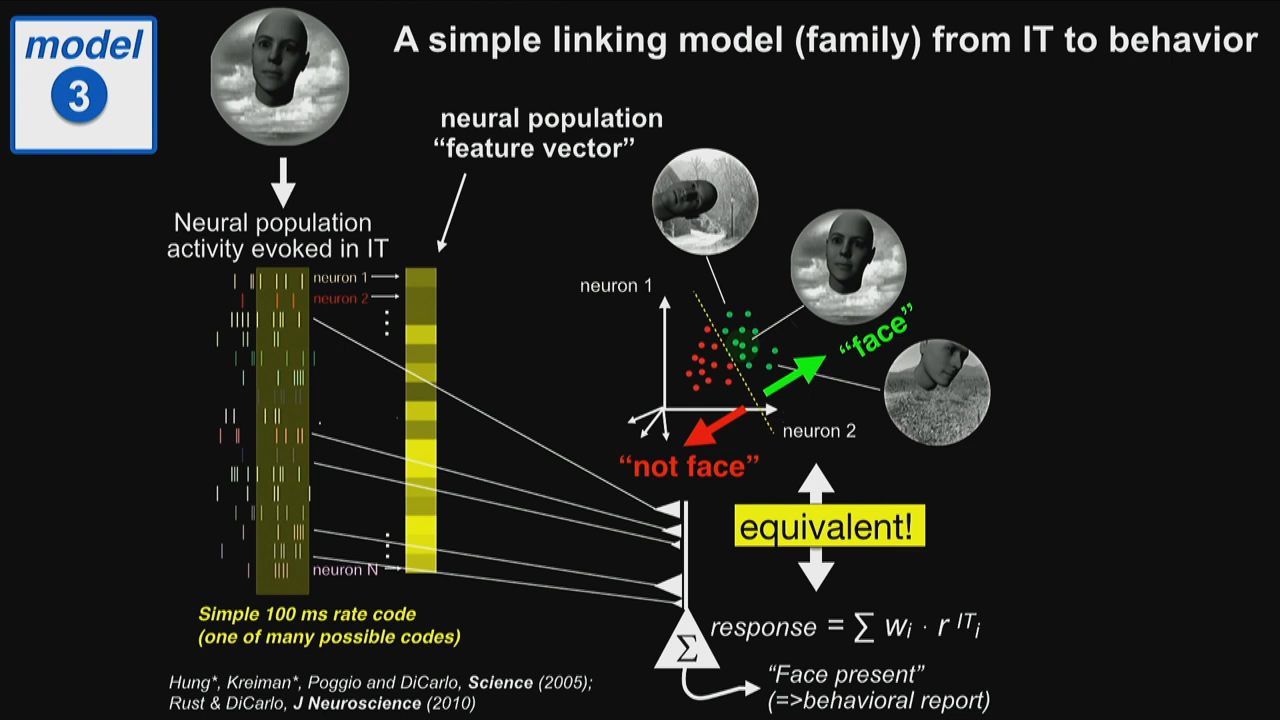 model
3
A simple linking model (family) from IT to behavior
neural population
“feature vector”
Neural population
activity evoked in IT
neuron 1
neuron 2
neuron N
Simple 100 ms rate code
(one of many possible codes)
Hung*, Kreiman*, Poggio and DiCarlo, Science (2005);
Rust & DiCarlo, J Neuroscience (2010)
neuron 1
“face”
neuron 2
“not face”
equivalent!
Σ
response = ∑ wᵢ · r ᴵᵀᵢ
“Face present”
(=>behavioral report)